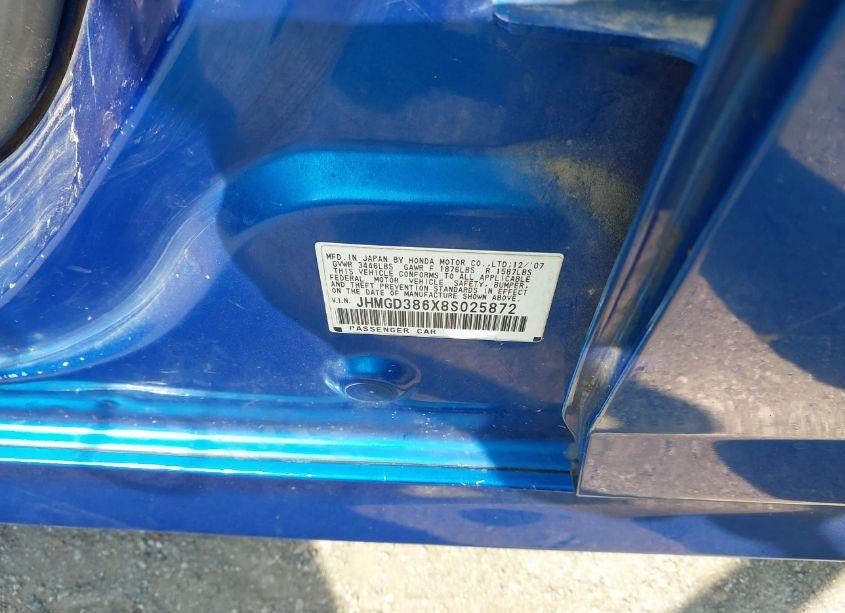 MFD. IN JAPAN BY HONDA MOTOR CO.,LTD.12/'07
GVWR 3446LBS GAWR F 1876LBS R 1587LBS
THIS VEHICLE CONFORMS TO ALL APPLICABLE
FEDERAL MOTOR VEHICLE SAFETY, BUMPER,
AND THEFT PREVENTION STANDARDS IN EFFECT
ON THE DATE OF MANUFACTURE SHOWN ABOVE.
V.I.N. JHMGD386X8S025872
PASSENGER CAR